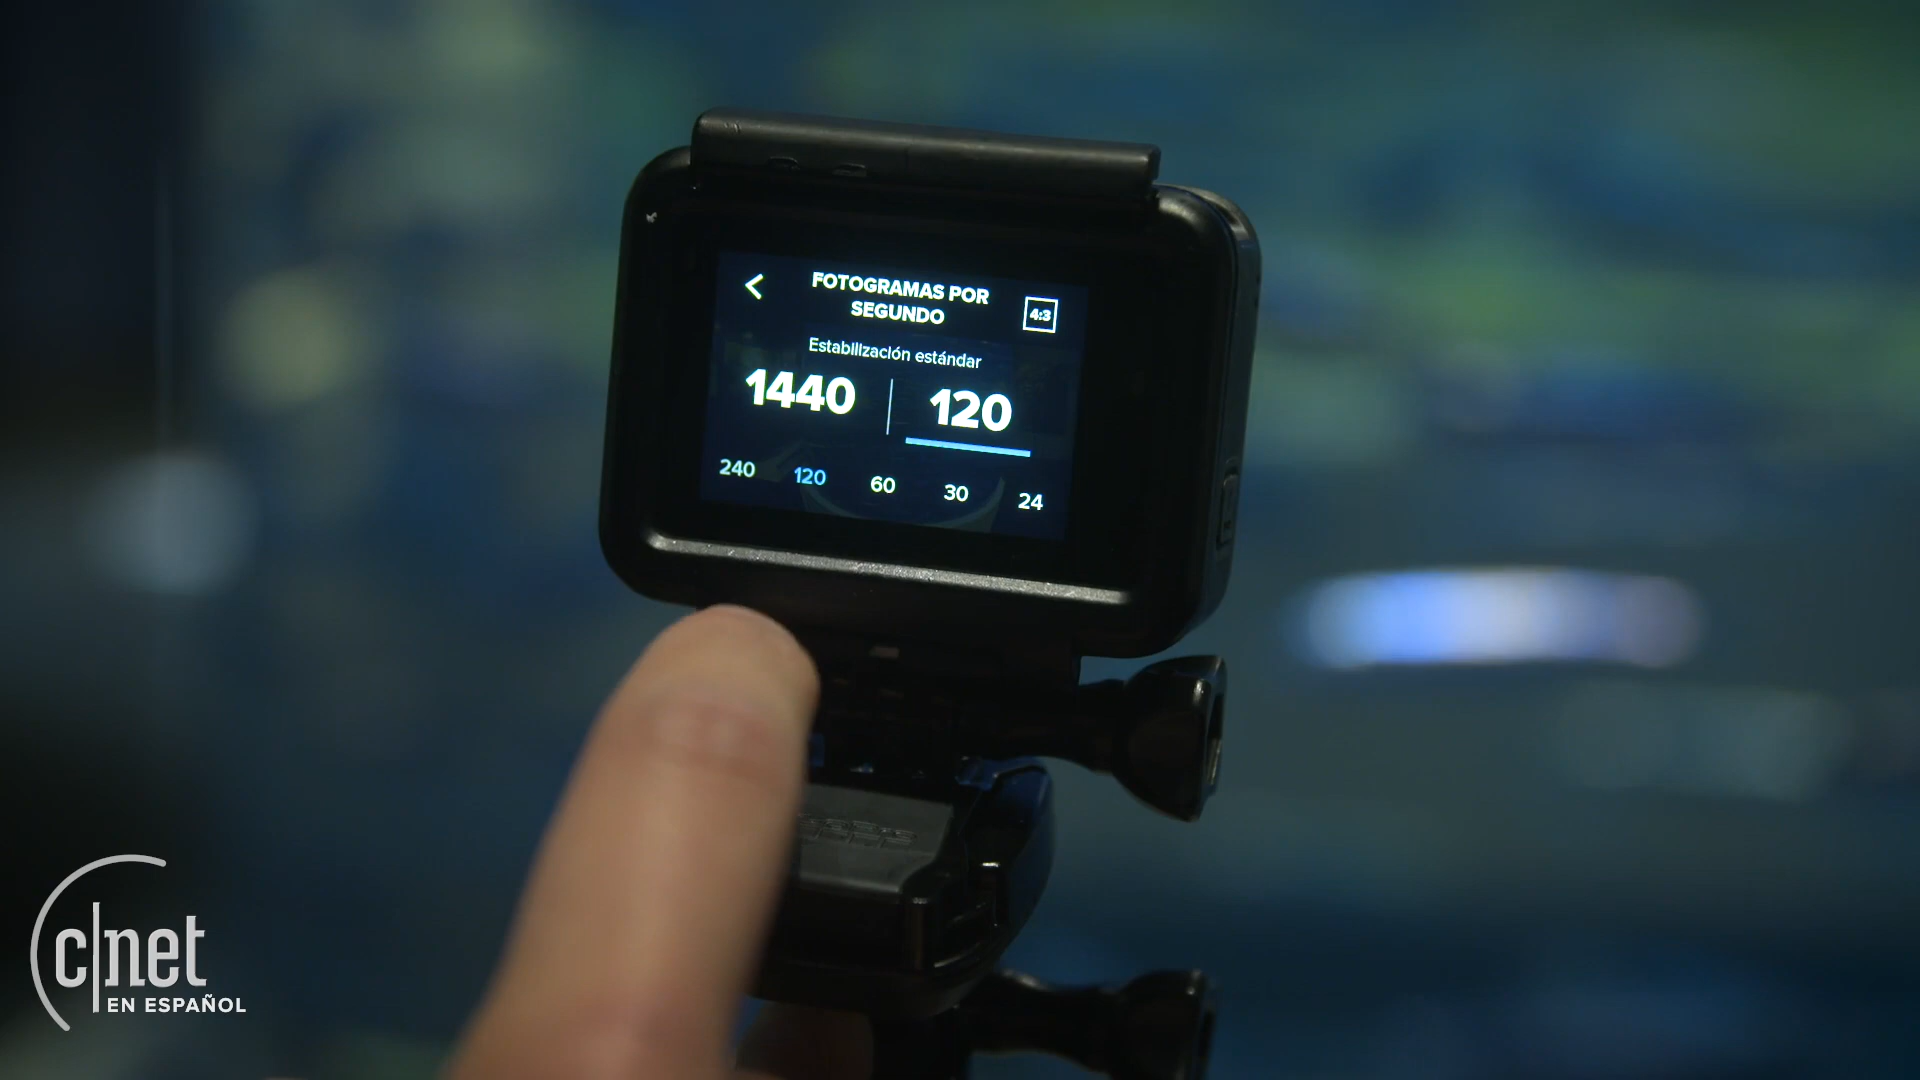 FOTOGRAMAS POR
SEGUNDO
4:3
Estabilización estándar
1440 120
240 120 60 30 24
c|net
EN ESPAÑOL